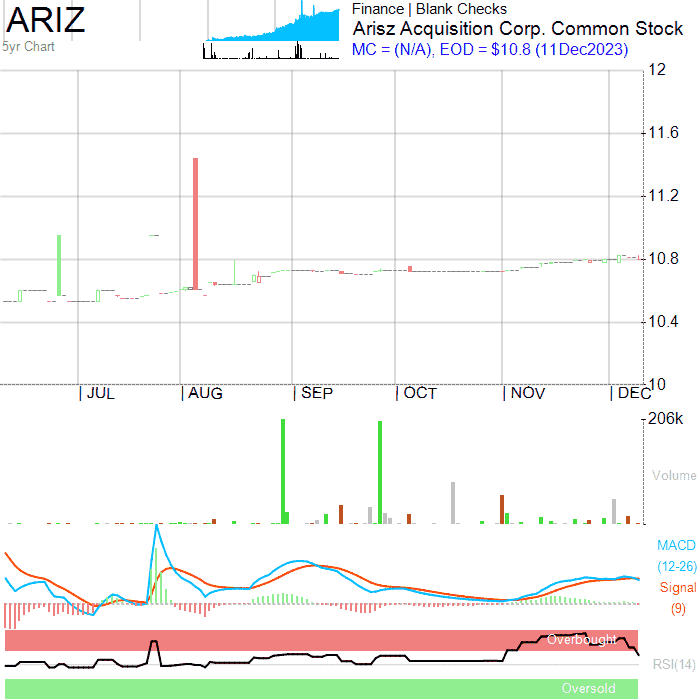 ARIZ
5yr Chart
Finance | Blank Checks
Arisz Acquisition Corp. Common Stock
MC = (N/A), EOD = $10.8 (11Dec2023)
12
11.6
11.2
10.8
10.4
10
| JUL | AUG | SEP | OCT | NOV | DEC
206k
Volume
MACD
(12-26)
Signal
(9)
Overbought
RSI(14)
Oversold